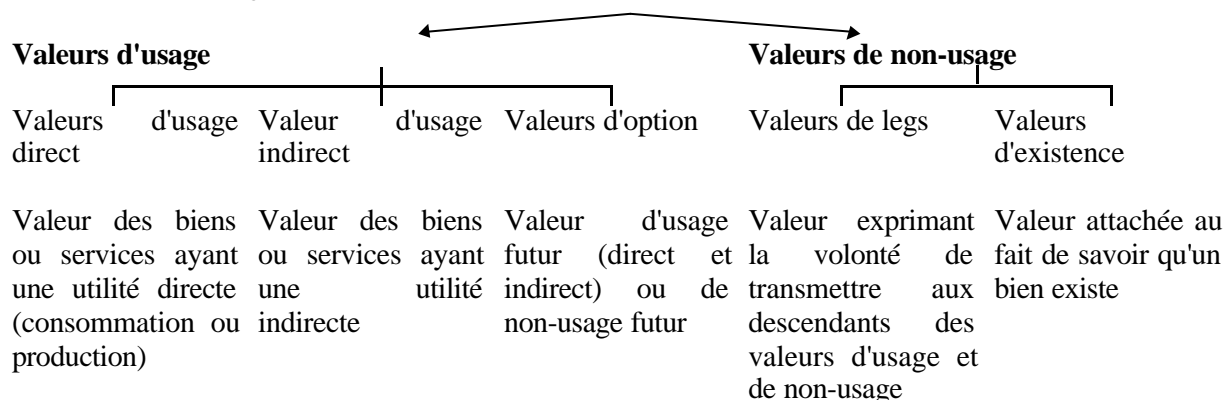 Valeurs d'usage
Valeurs de non-usage
Valeurs d'usage
direct
Valeur d'usage
indirect
Valeurs d'option
Valeurs de legs
Valeurs
d'existence
Valeur des biens
ou services ayant
une utilité directe
(consommation ou
production)
Valeur des biens
ou services ayant
une utilité
indirecte
Valeur d'usage
futur (direct et
indirect) ou de
non-usage futur
Valeur exprimant
la volonté de
transmettre aux
descendants des
valeurs d'usage et
de non-usage
Valeur attachée au
fait de savoir qu'un
bien existe